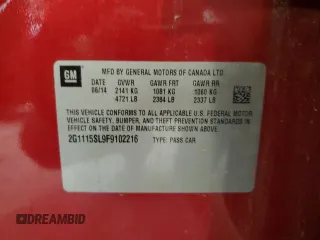 GM
MFD BY GENERAL MOTORS OF CANADA LTD
06/14 GVWR GAWR FRT GAWR RR
2141 KG 1081 KG 1060 KG
4721 LB 2384 LB 2337 LB
THIS VEHICLE CONFORMS TO ALL APPLICABLE U.S. FEDERAL MOTOR
VEHICLE SAFETY, BUMPER, AND THEFT PREVENTION STANDARDS
IN EFFECT ON THE DATE OF MANUFACTURE SHOWN ABOVE.
2G1115SL9F9102216 TYPE: PASS CAR
DREAMBID